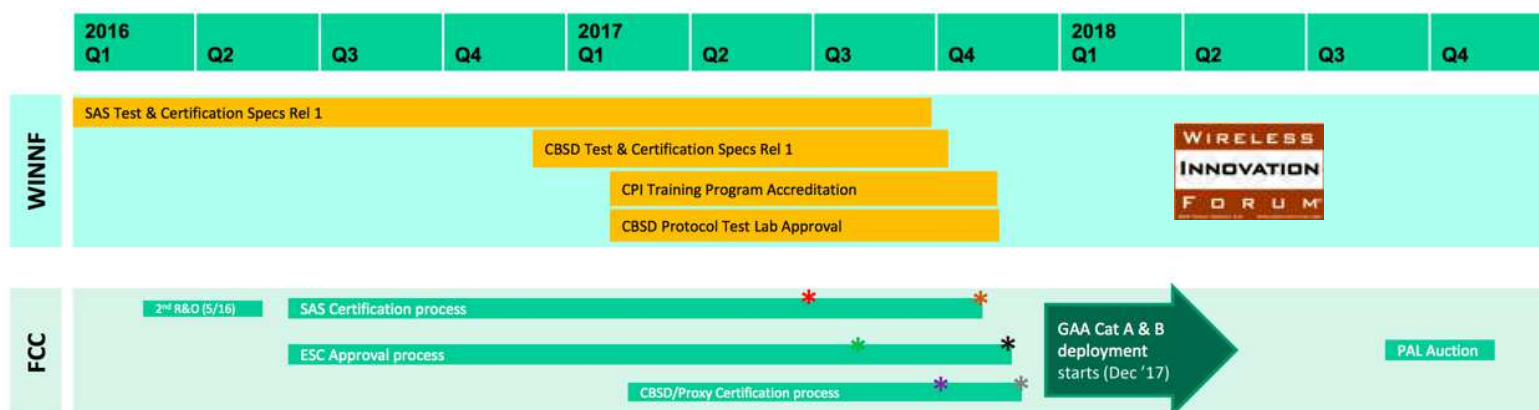 2016
Q1 Q2 Q3 Q4
2017
Q1 Q2 Q3 Q4
2018
Q1 Q2 Q3 Q4
WINNF
SAS Test & Certification Specs Rel 1
CBSD Test & Certification Specs Rel 1
CPI Training Program Accreditation
CBSD Protocol Test Lab Approval
WIRELESS
INNOVATION
FORUM
FCC
2nd R&O (5/16)
SAS Certification process
* *
ESC Approval process
* *
CBSD/Proxy Certification process
* *
GAA Cat A & B
deployment
starts (Dec '17)
PAL Auction